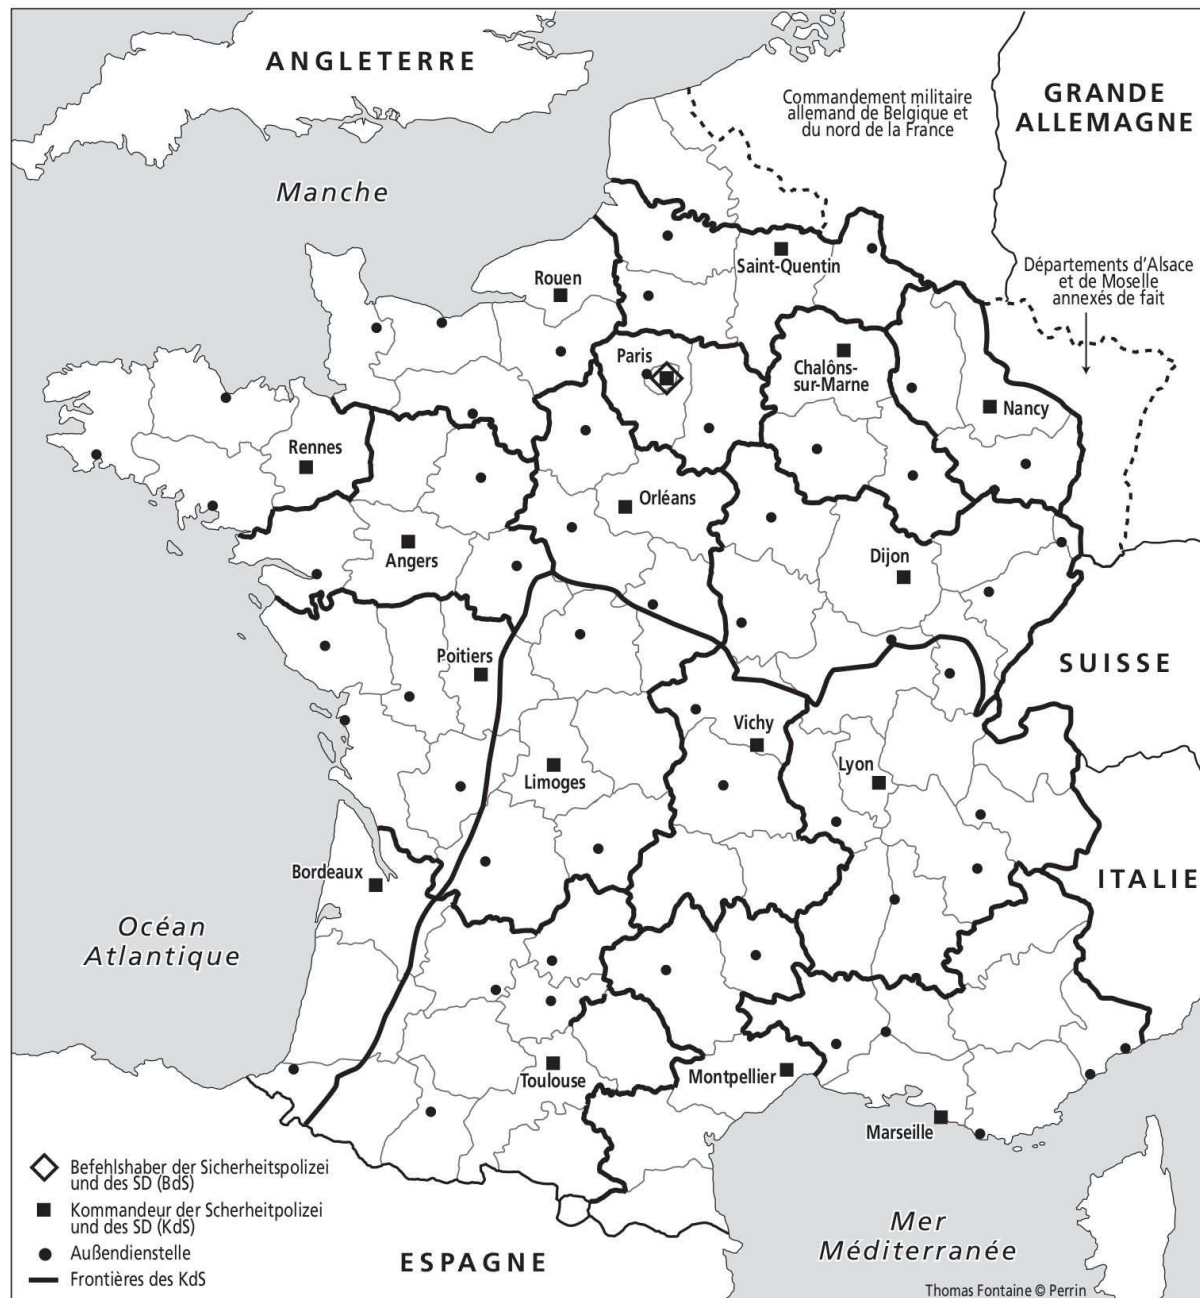 ANGLETERRE
Commandement militaire
allemand de Belgique et
du nord de la France
GRANDE
ALLEMAGNE
Manche
Saint-Quentin
Rouen
Départements d'Alsace
et de Moselle
annexés de fait
Paris
Chalôns-
sur-Marne
Nancy
Rennes
Orléans
Angers
Dijon
Poitiers
SUISSE
Vichy
Lyon
Limoges
Bordeaux
ITALIE
Océan
Atlantique
Toulouse
Montpellier
Marseille
Befehlshaber der Sicherheitspolizei
und des SD (BdS)
Kommandeur der Sicherheitpolizei
und des SD (KdS)
Außendienstelle
Frontières des KdS
ESPAGNE
Mer
Méditerranée
Thomas Fontaine © Perrin